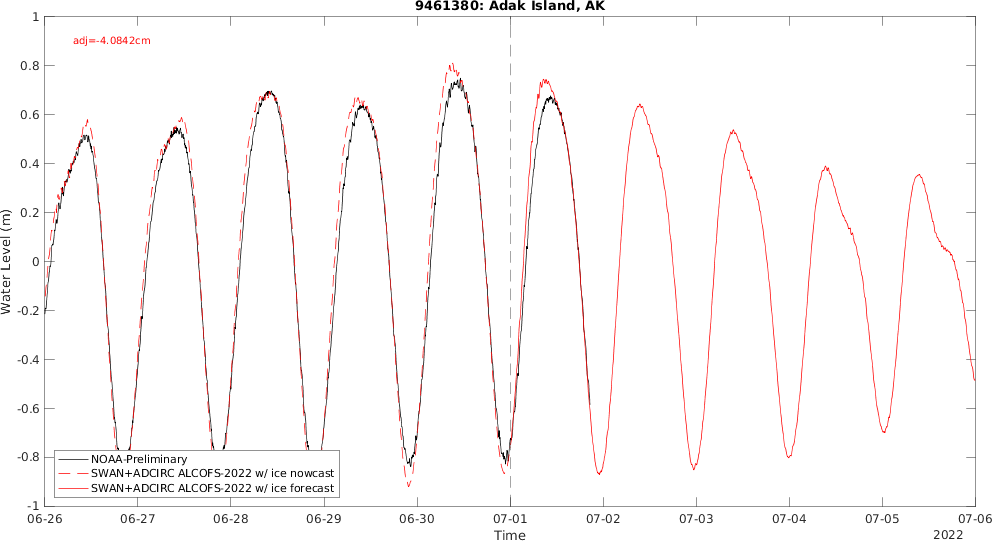 9461380: Adak Island, AK
adj=-4.0842cm
Water Level (m)
1
0.8
0.6
0.4
0.2
0
-0.2
-0.4
-0.6
-0.8
-1
NOAA-Preliminary
SWAN+ADCIRC ALCOFS-2022 w/ ice nowcast
SWAN+ADCIRC ALCOFS-2022 w/ ice forecast
06-26 06-27 06-28 06-29 06-30 07-01 07-02 07-03 07-04 07-05 07-06
Time
2022